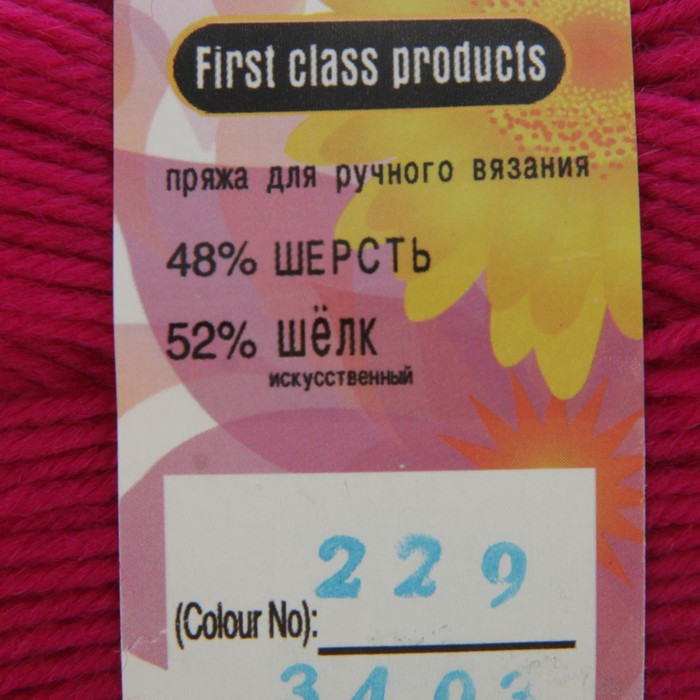 First class products
пряжа для ручного вязания
48% ШЕРСТЬ
52% ШЁЛК
искусственный
229
(Colour No):